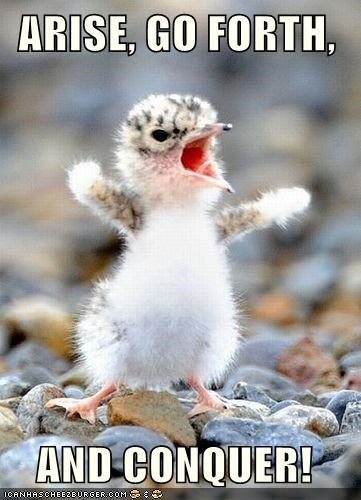 ARISE, GO FORTH,
AND CONQUER!
ICANHASCHEEZBURGER.COM